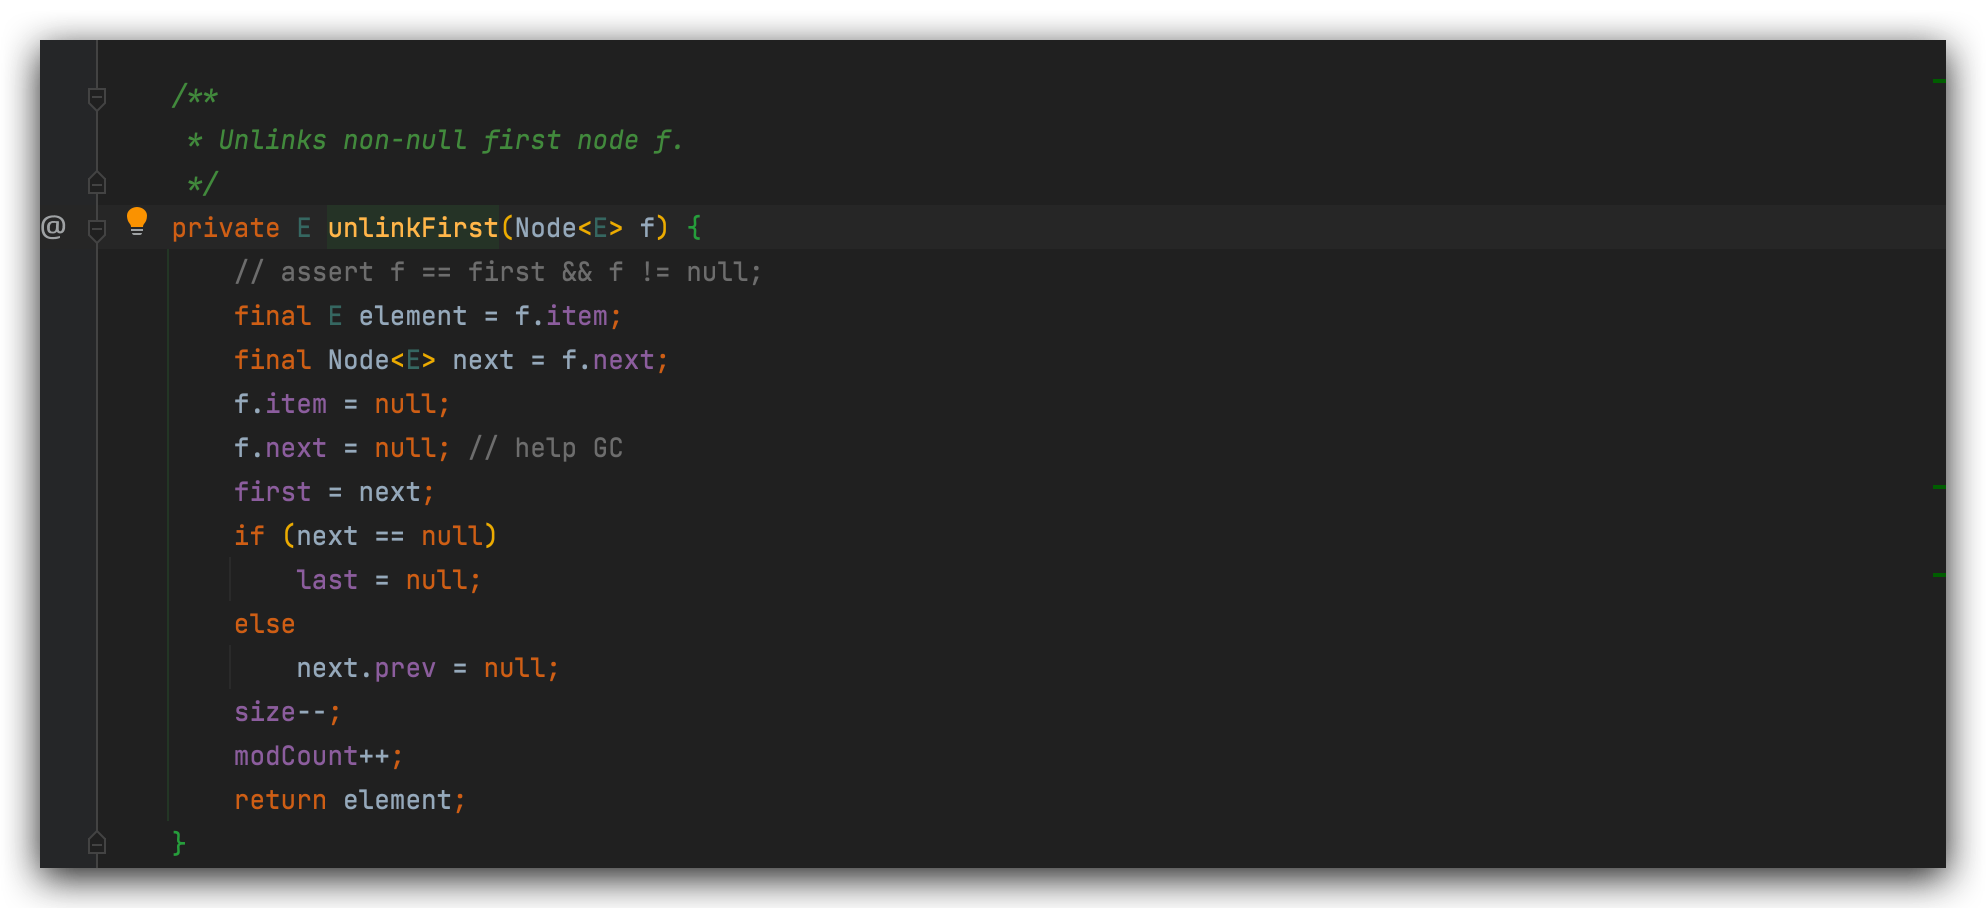 /**
 * Unlinks non-null first node f.
 */
@ private E unlinkFirst(Node<E> f) {
    // assert f == first && f != null;
    final E element = f.item;
    final Node<E> next = f.next;
    f.item = null;
    f.next = null; // help GC
    first = next;
    if (next == null)
        last = null;
    else
        next.prev = null;
    size--;
    modCount++;
    return element;
}